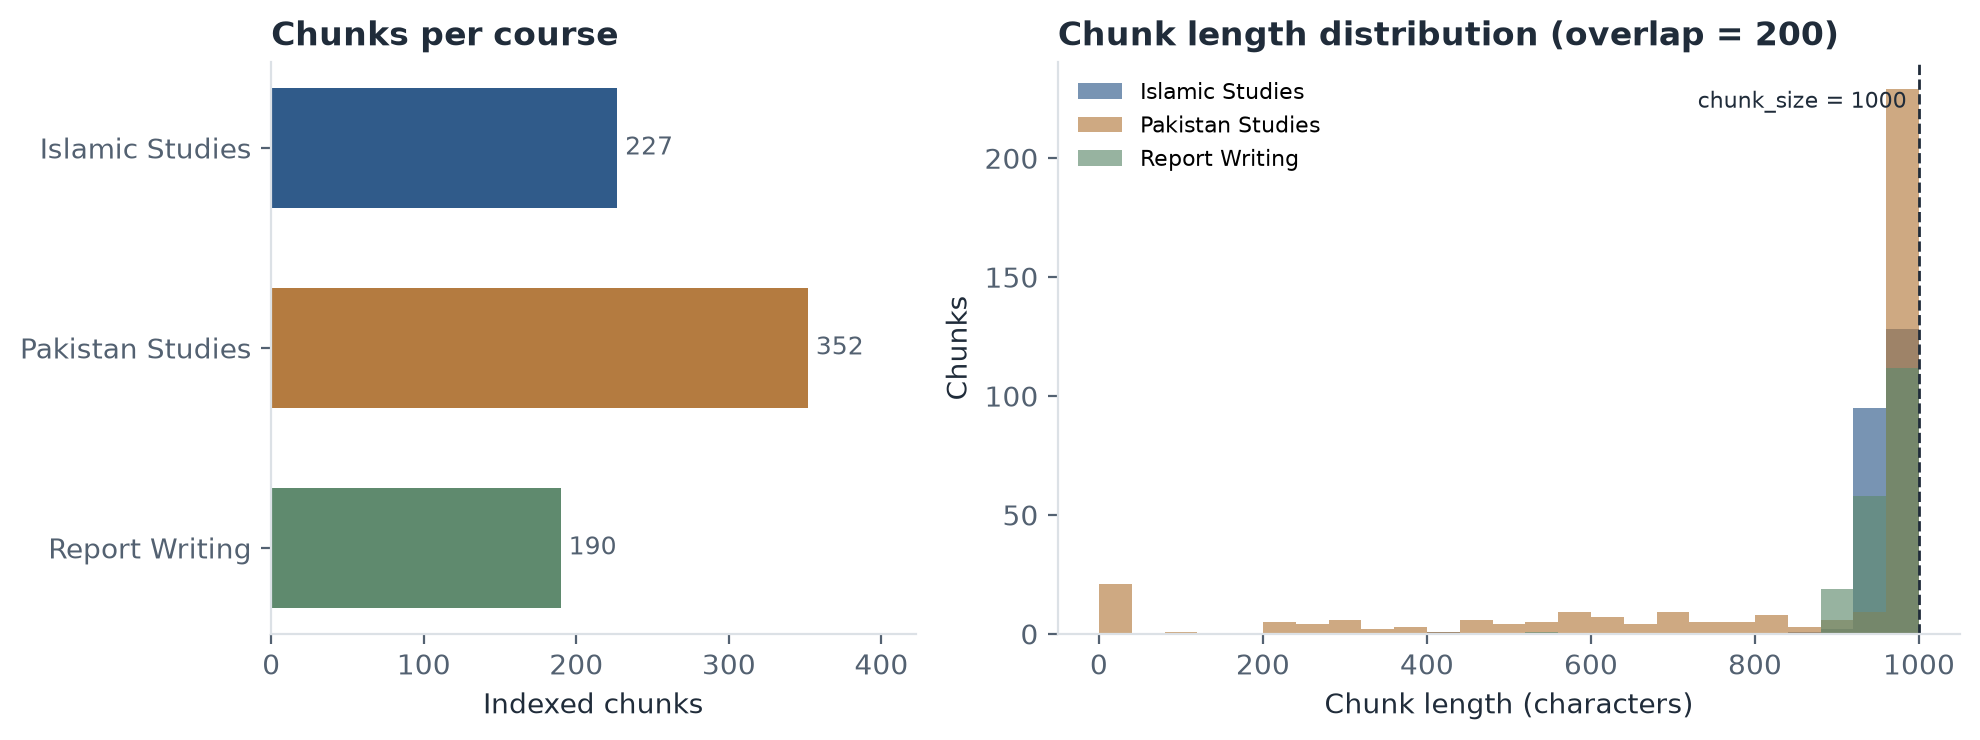 Chunks per course
Islamic Studies
227
Pakistan Studies
352
Report Writing
190
0 100 200 300 400
Indexed chunks
Chunk length distribution (overlap = 200)
Islamic Studies
Pakistan Studies
Report Writing
chunk_size = 1000
Chunks
200
150
100
50
0
0 200 400 600 800 1000
Chunk length (characters)